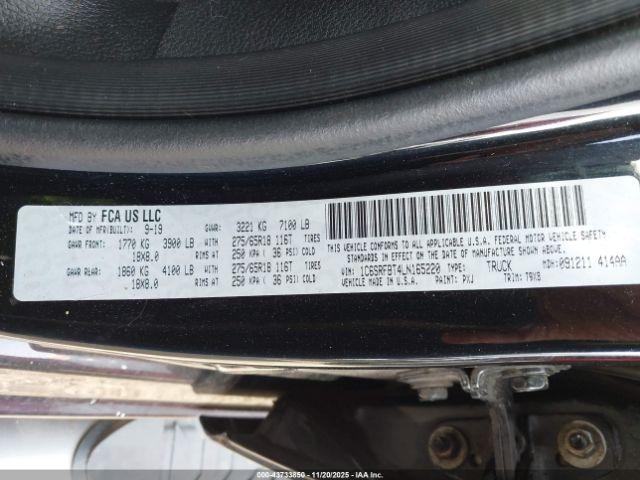 MFD BY FCA US LLC
DATE OF MFR(BUILT): 9-19 GVWR: 3221 KG 7100 LB
GAWR FRONT: 1770 KG 3900 LB WITH 275/65R18 116T TIRES
18X8.0 RIMS AT 250 KPA ( 36 PSI) COLD
GAWR REAR: 1860 KG 4100 LB WITH 275/65R18 116T TIRES
18X8.0 RIMS AT 250 KPA ( 36 PSI) COLD
THIS VEHICLE CONFORMS TO ALL APPLICABLE U.S.A. FEDERAL MOTOR VEHICLE SAFETY
STANDARDS IN EFFECT ON THE DATE OF MANUFACTURE SHOWN ABOVE.
VIN: 1C6SRFBT4LN165220 TYPE: TRUCK MDH: 091211 414AA
VEHICLE MADE IN U.S.A. PAINT: PXJ TRIM: T9X8
000-43733850 - 11/20/2025 - IAAI.COM